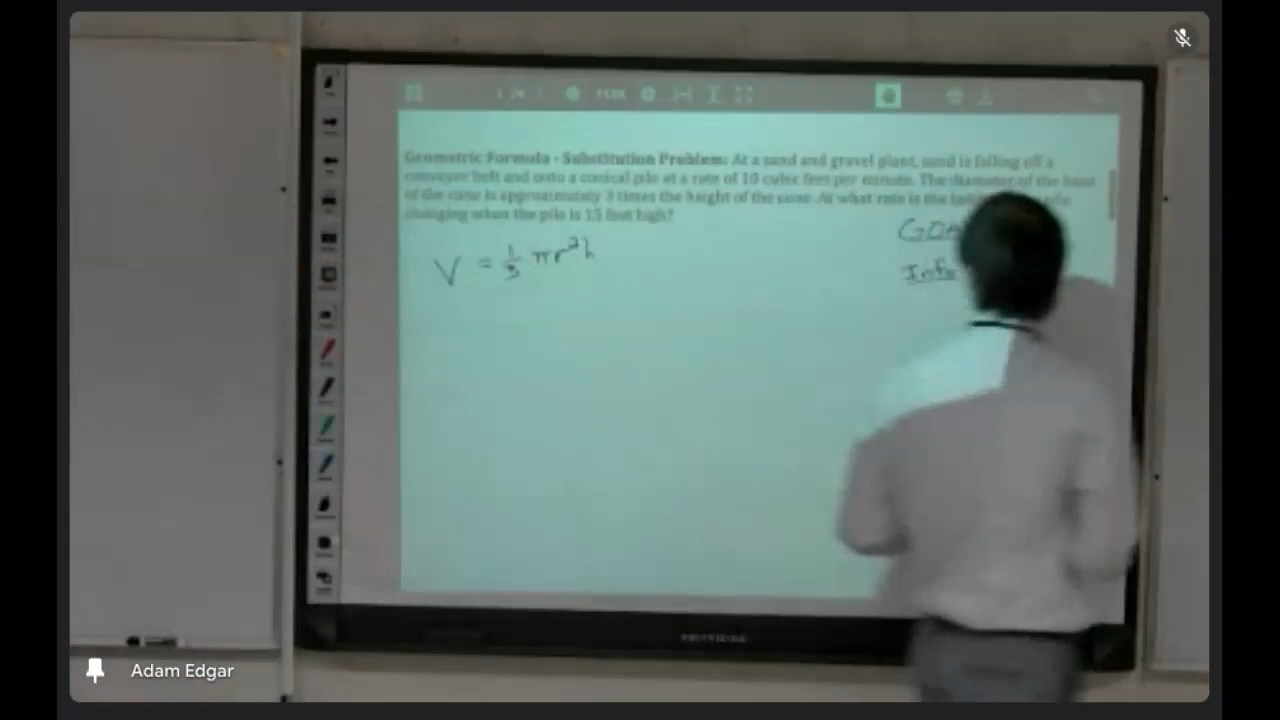 Geometric Formula - Substitution Problem: At a sand and gravel plant, sand is falling off a
conveyor belt and onto a conical pile at a rate of 10 cubic feet per minute. The diameter of the base
of the cone is approximately 3 times the height of the cone. At what rate is the
changing when the pile is 15 feet high?
GOA
V = 1/3 πr²h
Info
Adam Edgar